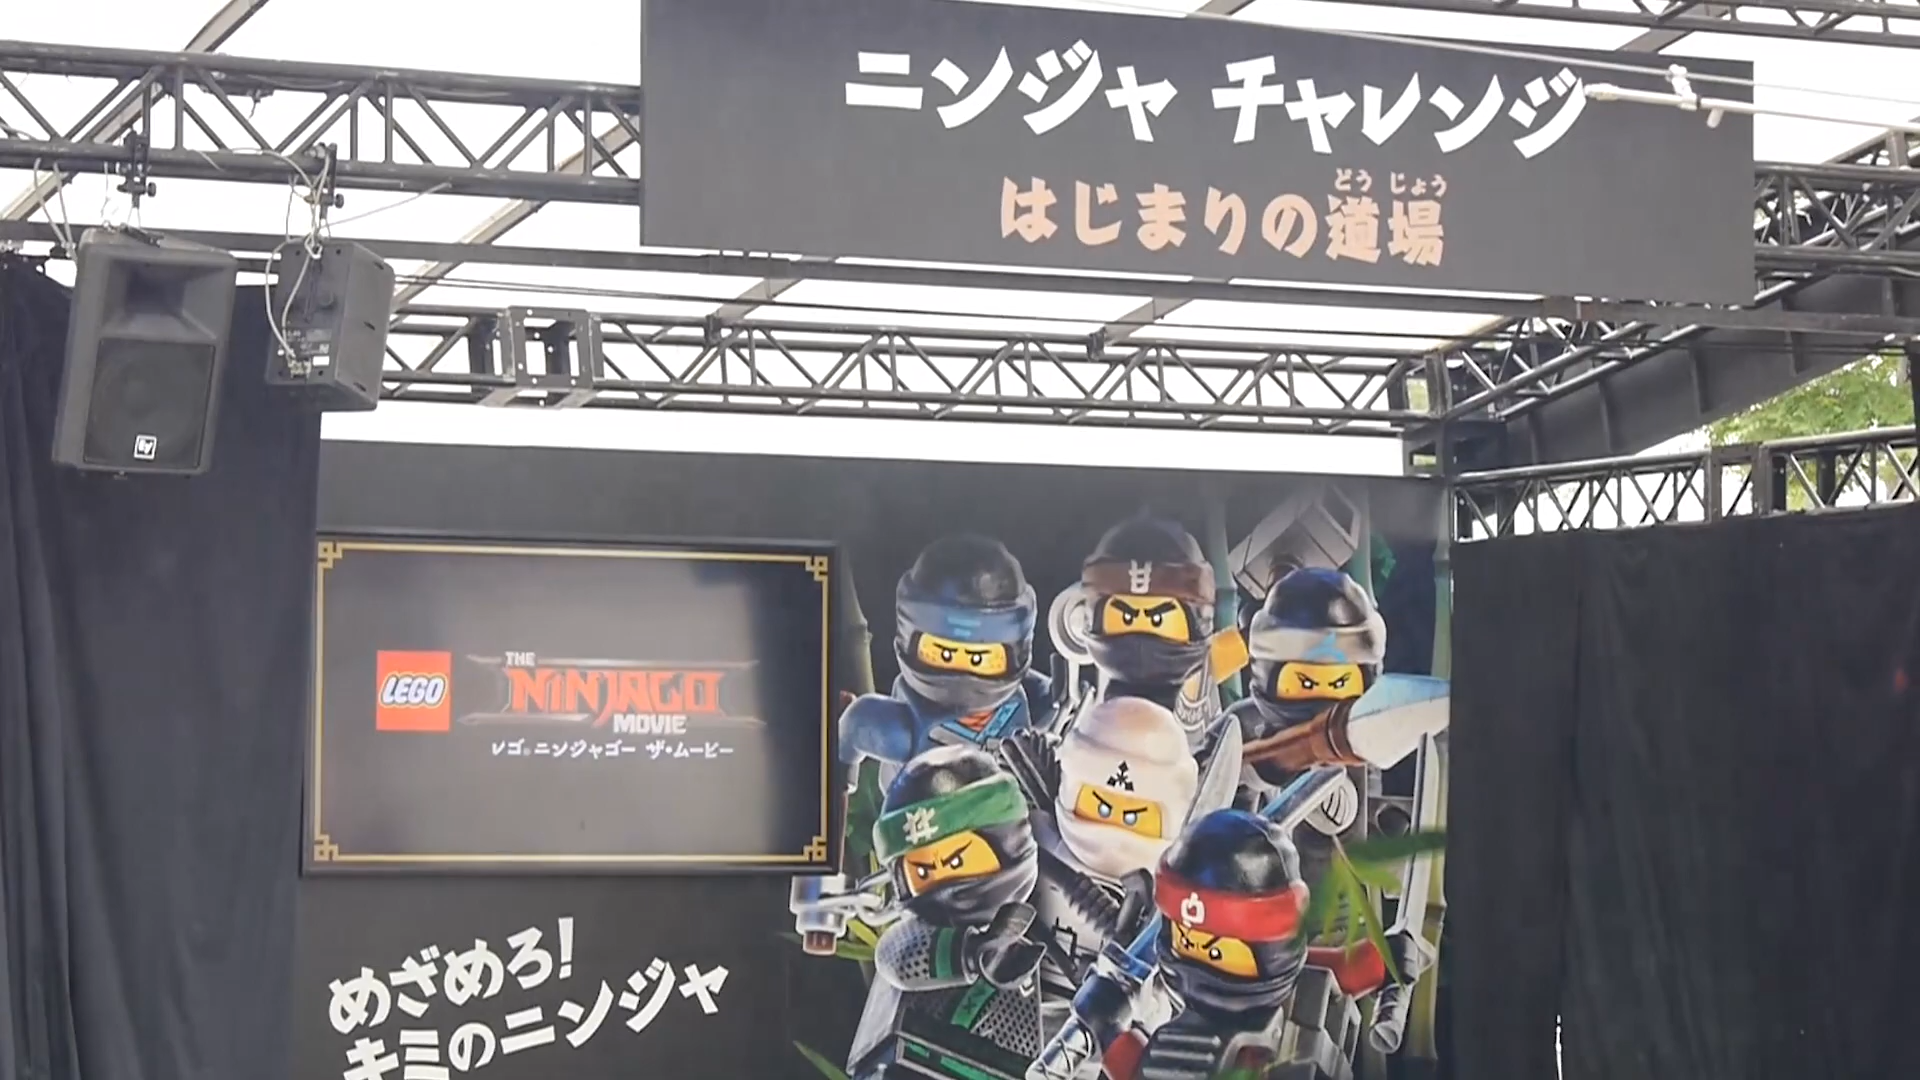 ニンジャ チャレンジ
どう じょう
はじまりの道場
LEGO
THE
NINJAGO
MOVIE
レゴ®ニンジャゴー ザ・ムービー
めざめろ!
キミのニンジャ
EV